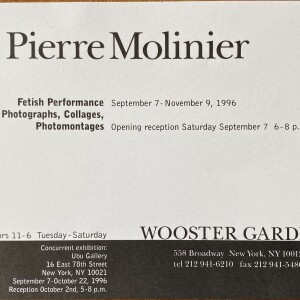 Pierre Molinier
Fetish Performance
Photographs, Collages,
Photomontages
September 7-November 9, 1996
Opening reception Saturday September 7 6-8 p.
urs 11-6 Tuesday-Saturday
WOOSTER GARD
Concurrent exhibition:
Ubu Gallery
16 East 78th Street
New York, NY 10021
September 7-October 22, 1996
Reception October 2nd, 5-8 p.m.
558 Broadway New York, NY 1001
tel 212 941-6210 fax 212 941-548